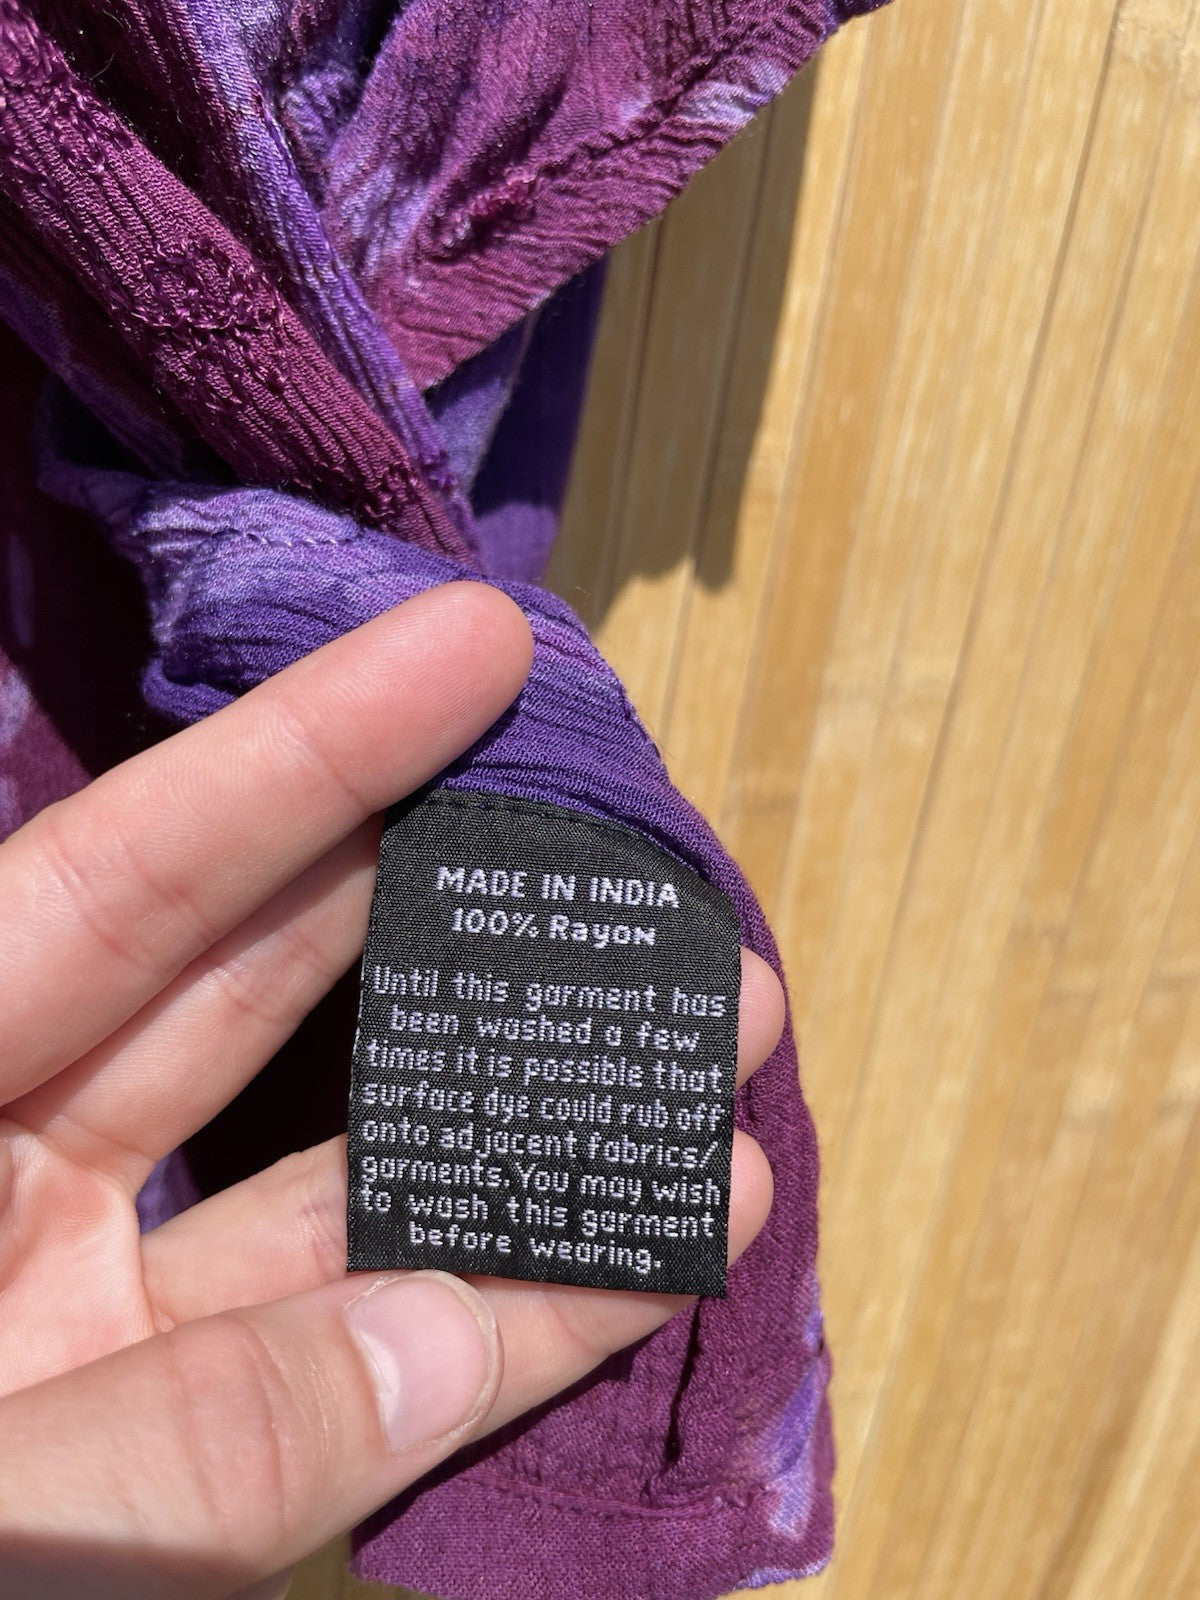 MADE IN INDIA
100% Rayon
Until this garment has
been washed a few
times it is possible that
surface dye could rub off
onto adjacent fabrics/
garments. You may wish
to wash this garment
before wearing.